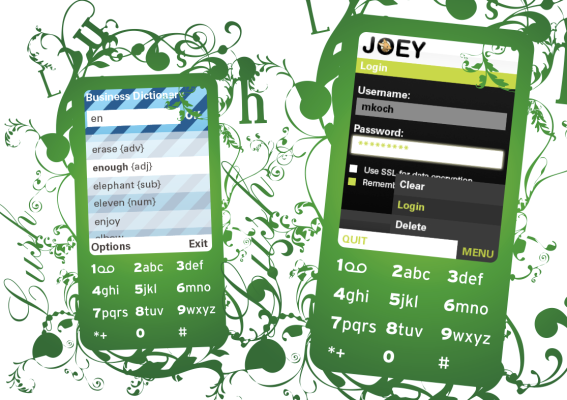 Business Dictionary
en
erase {adv}
enough {adj}
elephant {sub}
eleven {num}
enjoy
elbow
Options Exit
1 2abc 3def
4ghi 5jkl 6mno
7pqrs 8tuv 9wxyz
*+ 0 #
JOEY
Login
Username:
mkoch
Password:
*********
Use SSL for data encryption
Rememb
Clear
Login
Delete
QUIT MENU
1 2abc 3def
4ghi 5jkl 6mno
7pqrs 8tuv 9wxyz
*+ 0 #
h